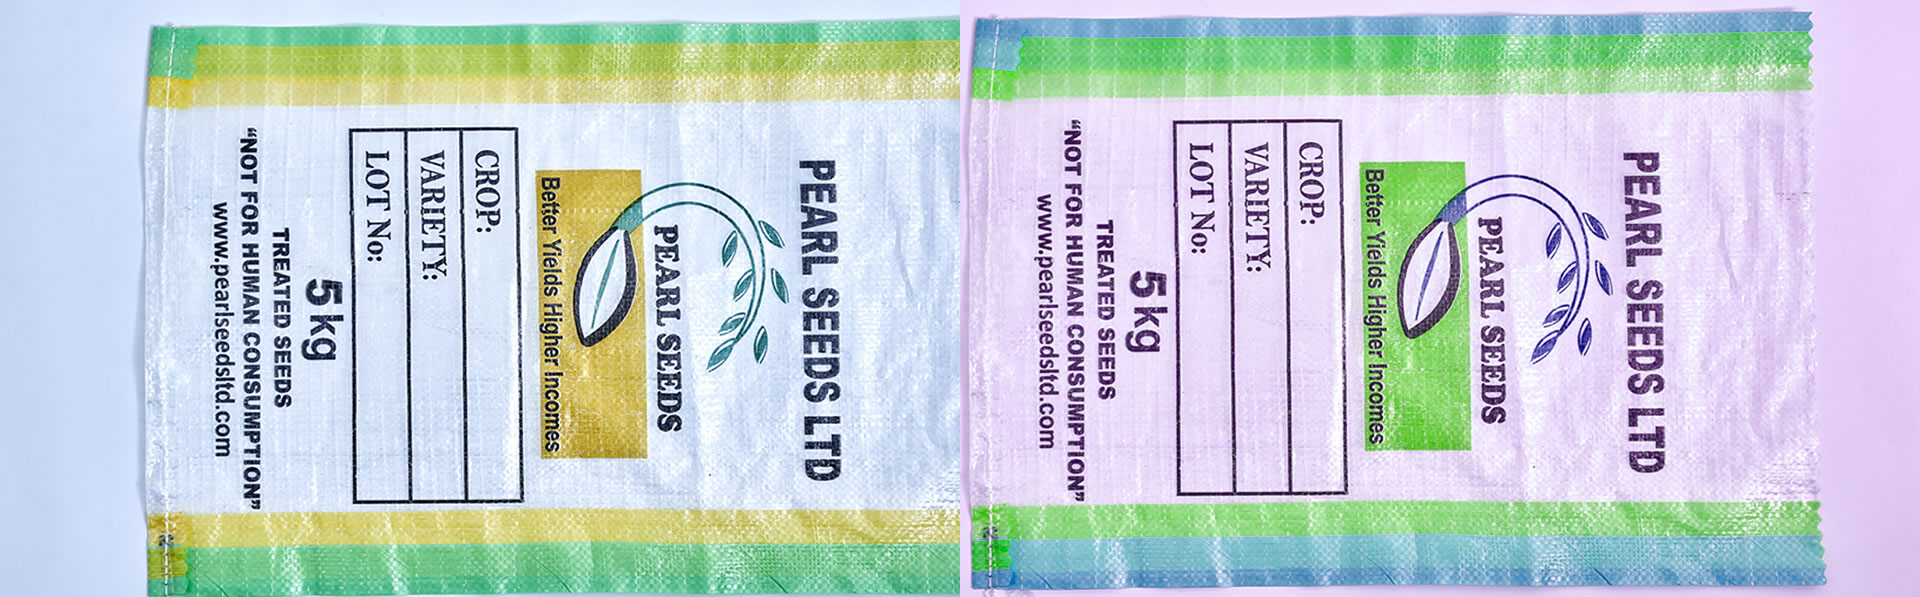 PEARL SEEDS LTD
PEARL SEEDS
Better Yields Higher Incomes
CROP:
VARIETY:
LOT No:
5 kg
TREATED SEEDS
“NOT FOR HUMAN CONSUMPTION”
www.pearlseedsltd.com
PEARL SEEDS LTD
PEARL SEEDS
Better Yields Higher Incomes
CROP:
VARIETY:
LOT No:
5 kg
TREATED SEEDS
“NOT FOR HUMAN CONSUMPTION”
www.pearlseedsltd.com